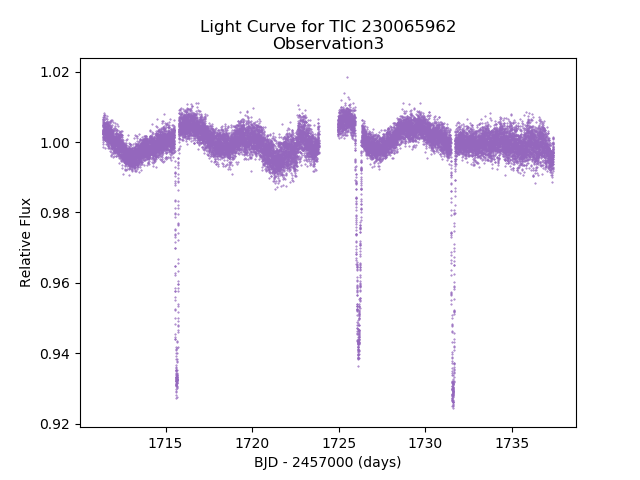 Light Curve for TIC 230065962
Observation3
1.02
1.00
0.98
0.96
0.94
0.92
Relative Flux
1715
1720
1725
1730
1735
BJD - 2457000 (days)